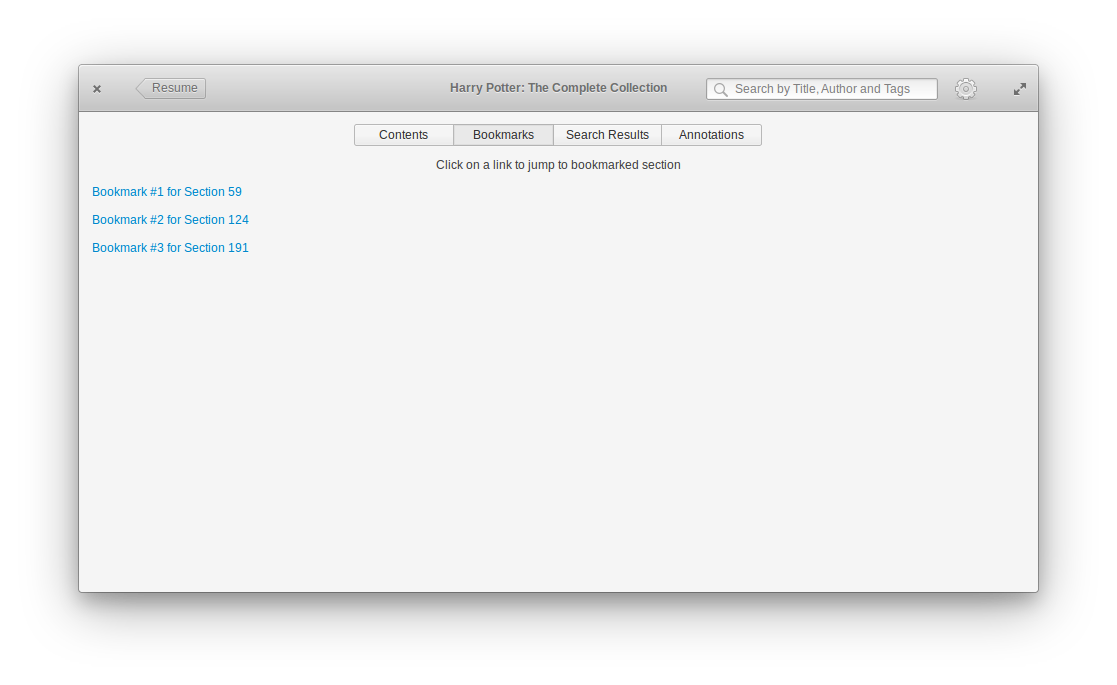 Resume
Harry Potter: The Complete Collection
Search by Title, Author and Tags
Contents
Bookmarks
Search Results
Annotations
Click on a link to jump to bookmarked section
Bookmark #1 for Section 59
Bookmark #2 for Section 124
Bookmark #3 for Section 191